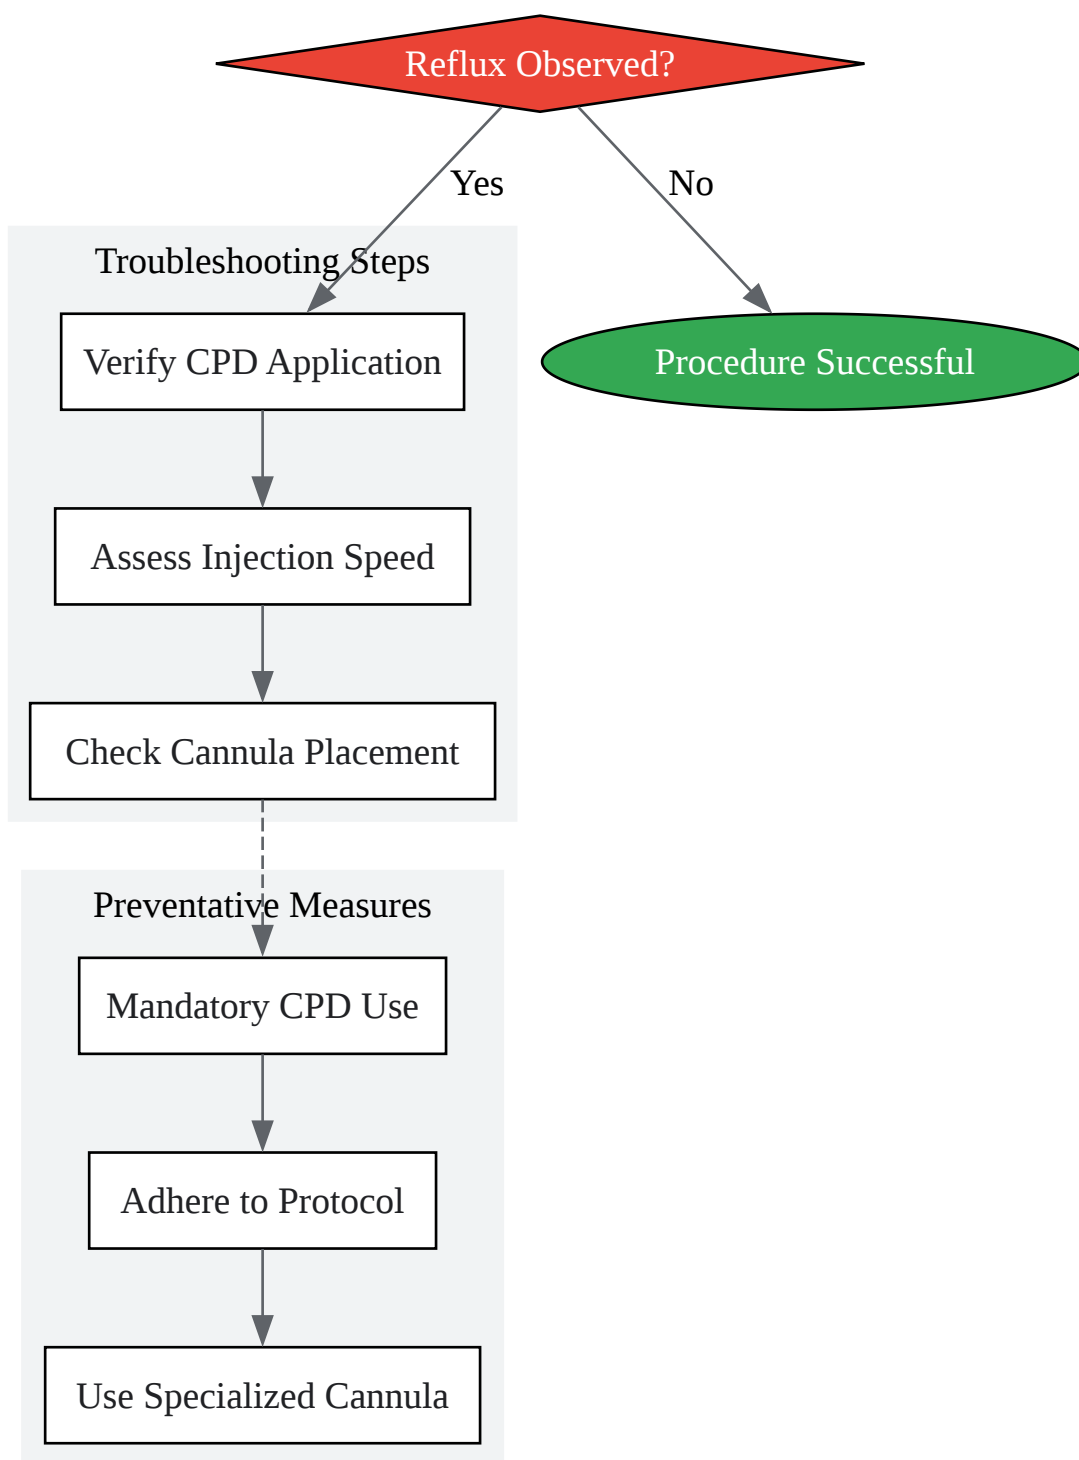 Reflux Observed?
Yes
No
Troubleshooting Steps
Verify CPD Application
Procedure Successful
Assess Injection Speed
Check Cannula Placement
Preventative Measures
Mandatory CPD Use
Adhere to Protocol
Use Specialized Cannula